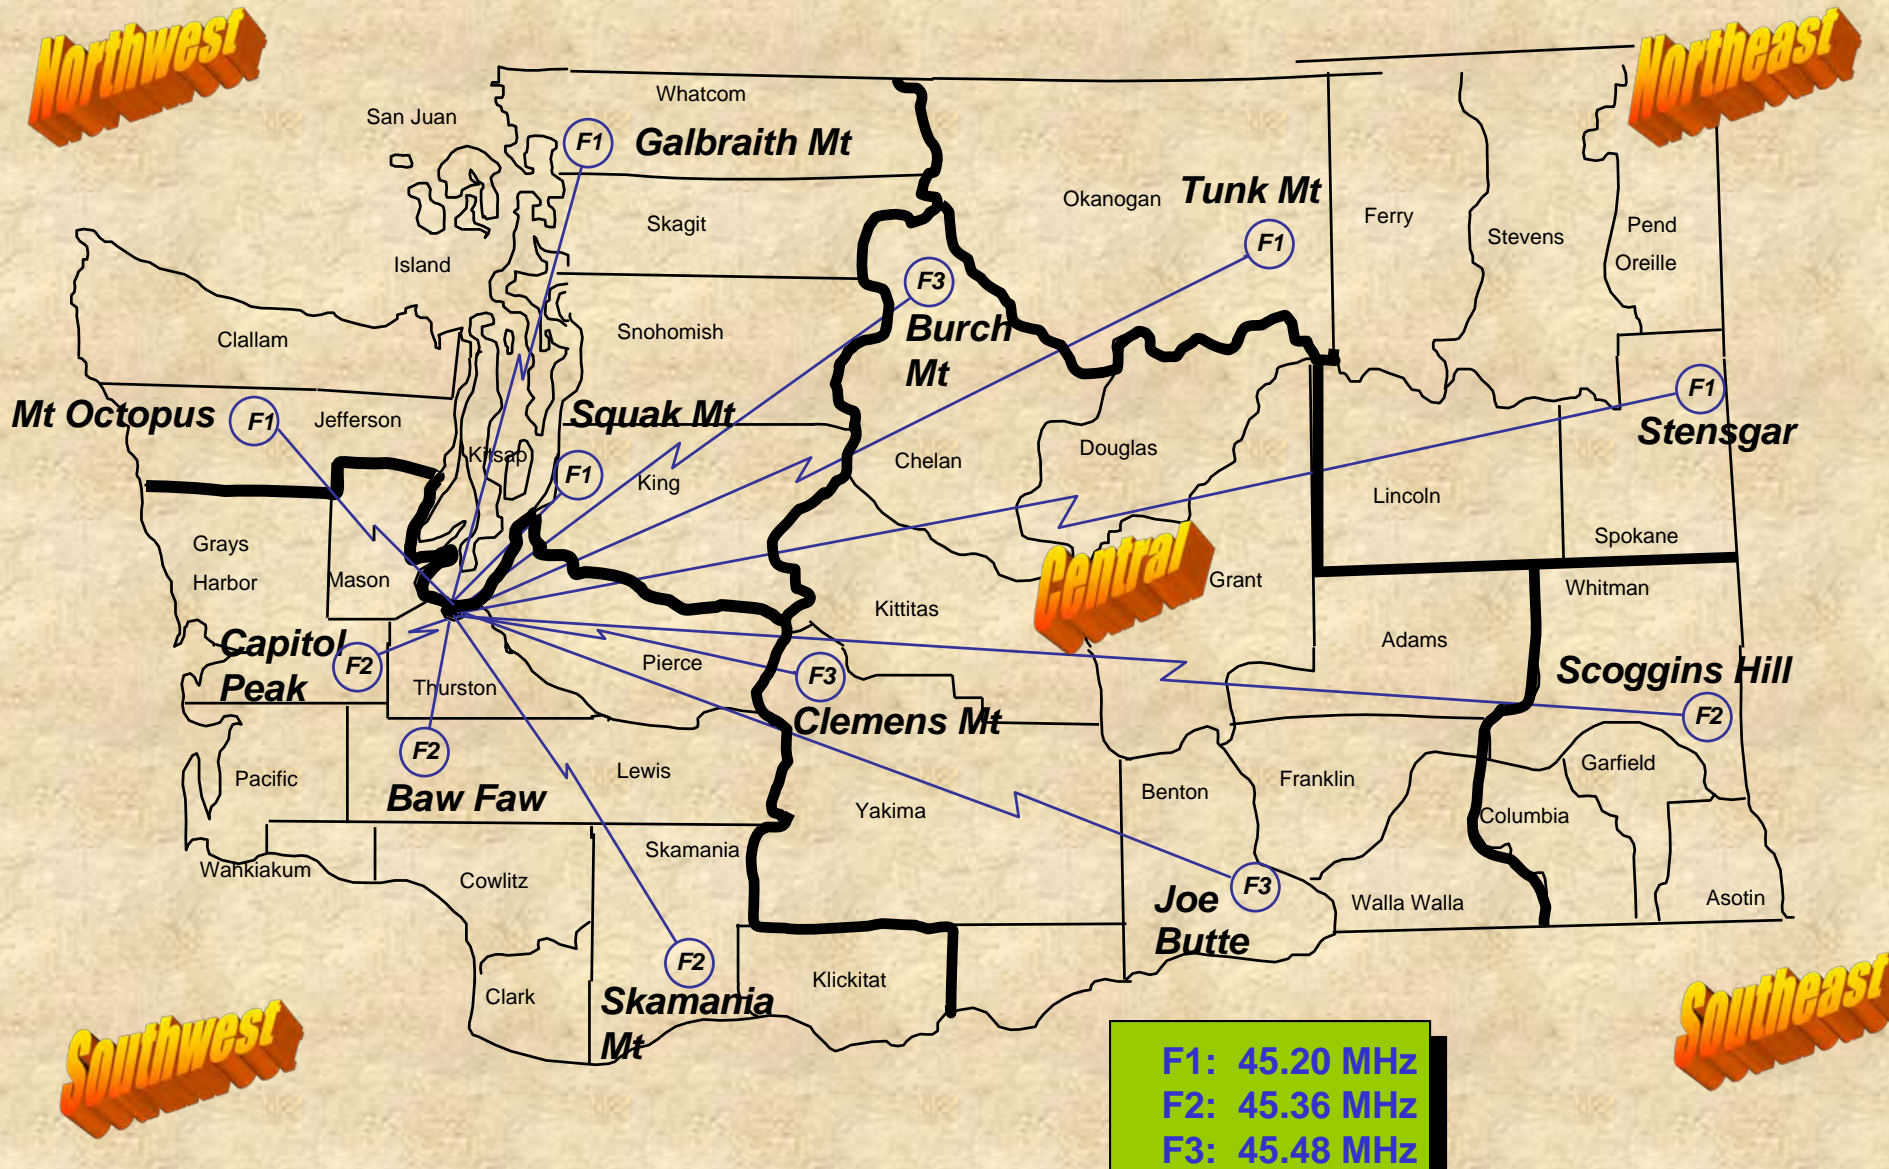 Northwest
Northeast
Whatcom
San Juan
F1
Galbraith Mt
Tunk Mt
Okanogan
Ferry
Skagit
Stevens
Pend
Oreille
F1
Island
F3
Burch
Mt
Snohomish
Clallam
F1
Stensgar
Mt Octopus
F1
Jefferson
Squak Mt
Kitsap
F1
King
Chelan
Douglas
Lincoln
Spokane
Grays
Harbor
Mason
Central
Grant
Whitman
Kittitas
Adams
Capitol
Peak
F2
Thurston
Pierce
F3
Clemens Mt
Scoggins Hill
F2
F2
Baw Faw
Pacific
Lewis
Yakima
Benton
Franklin
Garfield
Columbia
Wahkiakum
Cowlitz
Skamania
Joe
Butte
F3
Walla Walla
Asotin
F2
Skamania
Mt
Clark
Klickitat
Southwest
Southeast
F1: 45.20 MHz
F2: 45.36 MHz
F3: 45.48 MHz